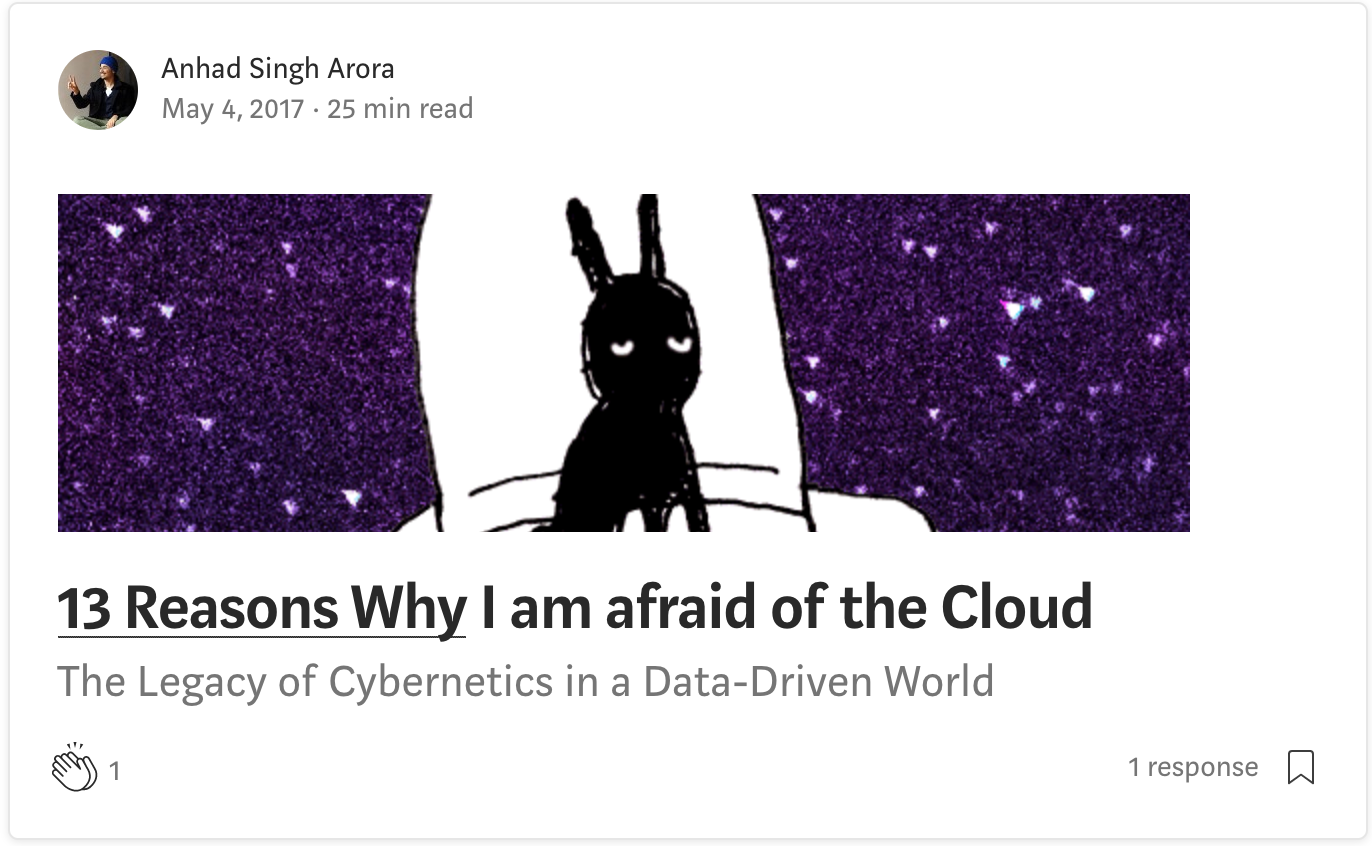 Anhad Singh Arora
May 4, 2017 · 25 min read
13 Reasons Why I am afraid of the Cloud
The Legacy of Cybernetics in a Data-Driven World
1
1 response